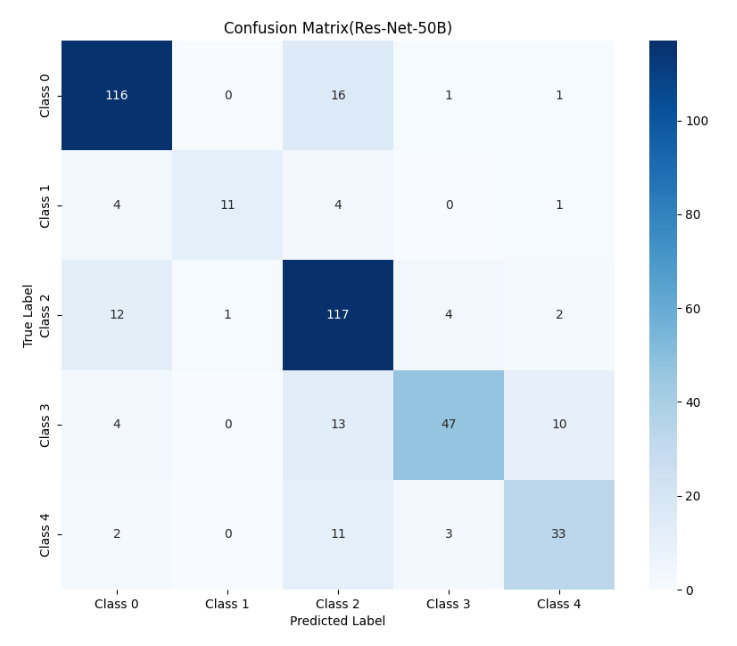 Confusion Matrix(Res-Net-50B)
True Label
Class 0 116 0 16 1 1
Class 1 4 11 4 0 1
Class 2 12 1 117 4 2
Class 3 4 0 13 47 10
Class 4 2 0 11 3 33
Class 0 Class 1 Class 2 Class 3 Class 4
Predicted Label
100
80
60
40
20
0